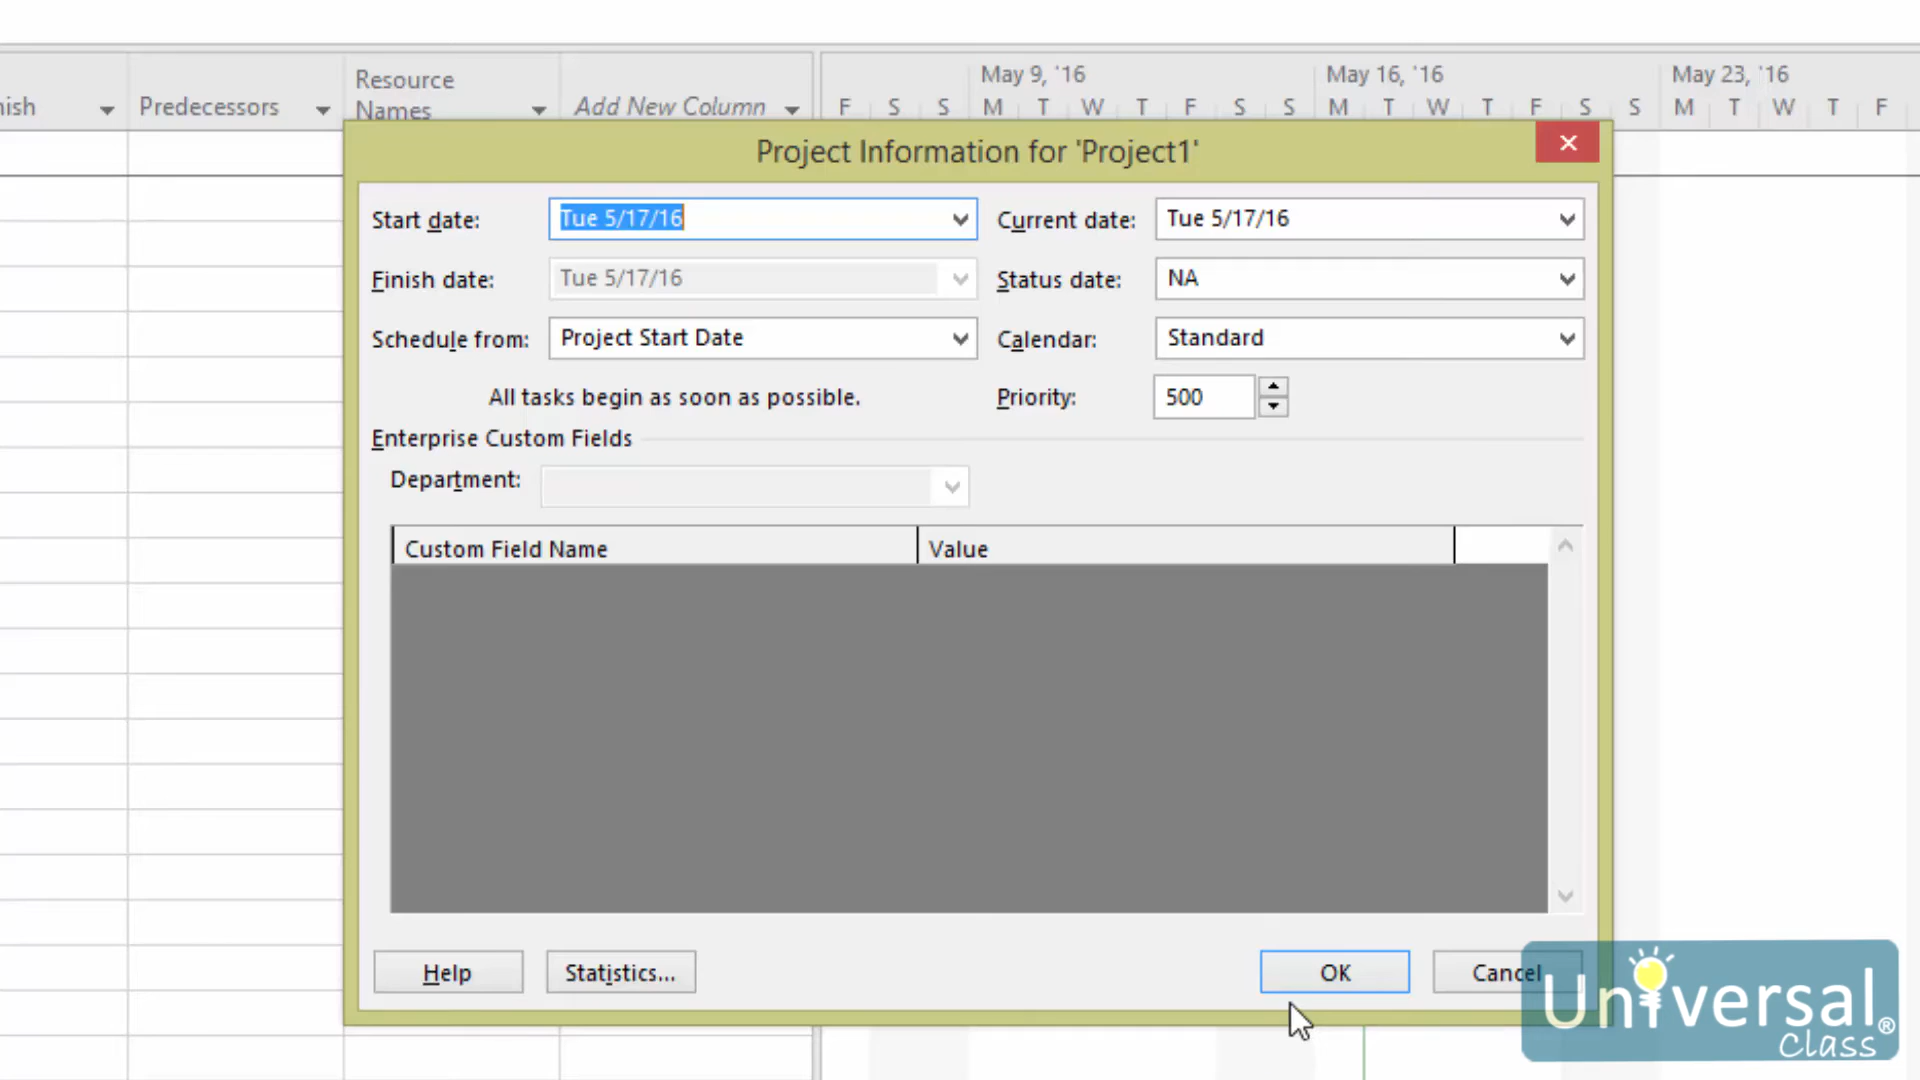 Resource
May 9, '16 May 16, '16 May 23, '16
nish Predecessors Names Add New Column F S S M T W T F S S M T W T F S S M T W T F
Project Information for 'Project1'
Start date: Tue 5/17/16 Current date: Tue 5/17/16
Finish date: Tue 5/17/16 Status date: NA
Schedule from: Project Start Date Calendar: Standard
All tasks begin as soon as possible. Priority: 500
Enterprise Custom Fields
Department:
Custom Field Name Value
Help Statistics... OK Cancel
Universal®
Class